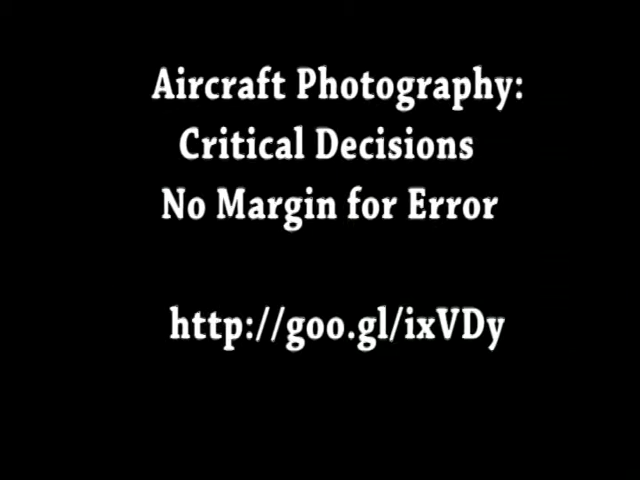 Aircraft Photography:
Critical Decisions
No Margin for Error
http://goo.gl/ixVDy